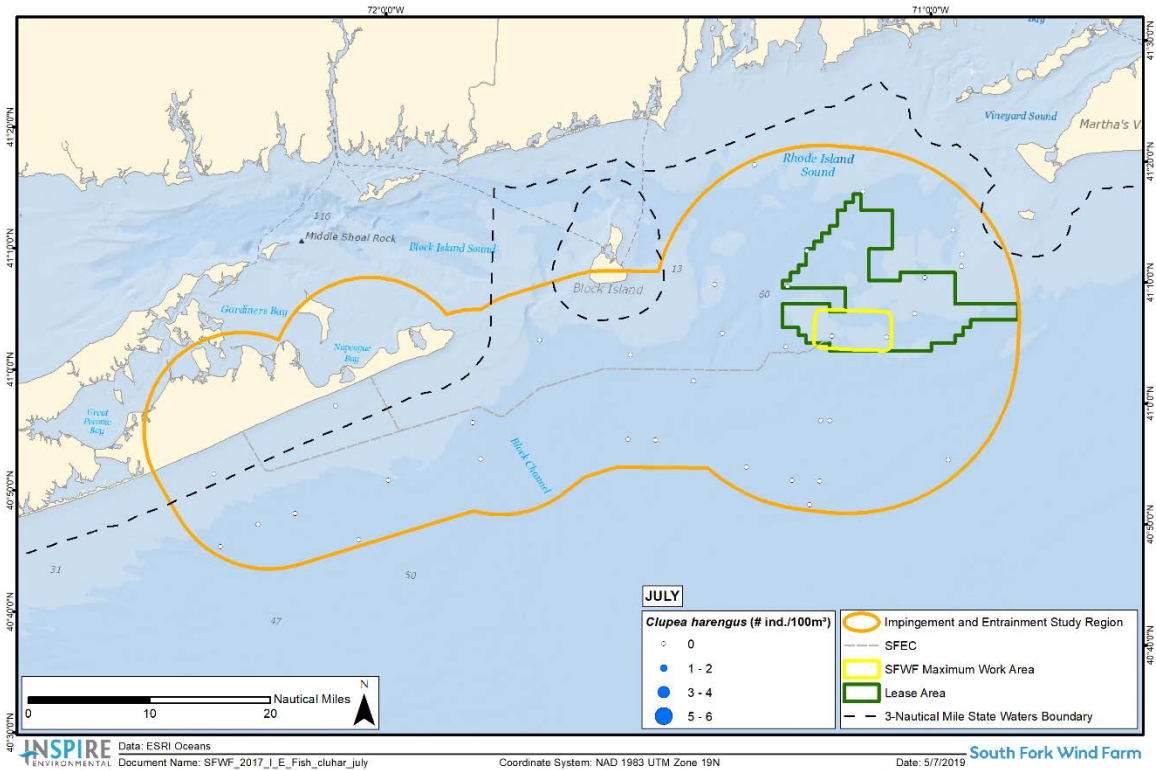 72°0'0"W
71°0'0"W
41°30'0"N
Bay
Vineyard Sound
Martha's V
41°20'0"N
41°20'0"N
Rhode Island
Sound
116
Middle Shoal Rock
Block Island Sound
41°10'0"N
13
60
Block Island
41°10'0"N
Gardiners Bay
Napeague
Bay
41°0'0"N
Great
Peconic
Bay
41°0'0"N
Block Channel
40°50'0"N
40°50'0"N
31
50
47
40°40'0"N
40°40'0"N
40°30'0"N
JULY
Clupea harengus (# ind./100m³)
0
1 - 2
3 - 4
5 - 6
Impingement and Entrainment Study Region
SFEC
SFWF Maximum Work Area
Lease Area
3-Nautical Mile State Waters Boundary
N
Nautical Miles
0 10 20
INSPIRE
ENVIRONMENTAL
Data: ESRI Oceans
Document Name: SFWF_2017_I_E_Fish_cluhar_july
Coordinate System: NAD 1983 UTM Zone 19N
Date: 5/7/2019
South Fork Wind Farm